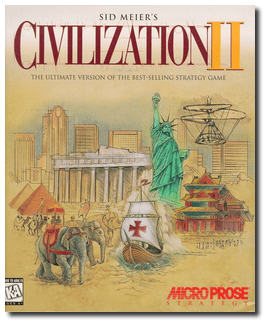 SID MEIER'S
CIVILIZATION II
THE ULTIMATE VERSION OF THE BEST-SELLING STRATEGY GAME
K-A
MICROPROSE
STRATEGY